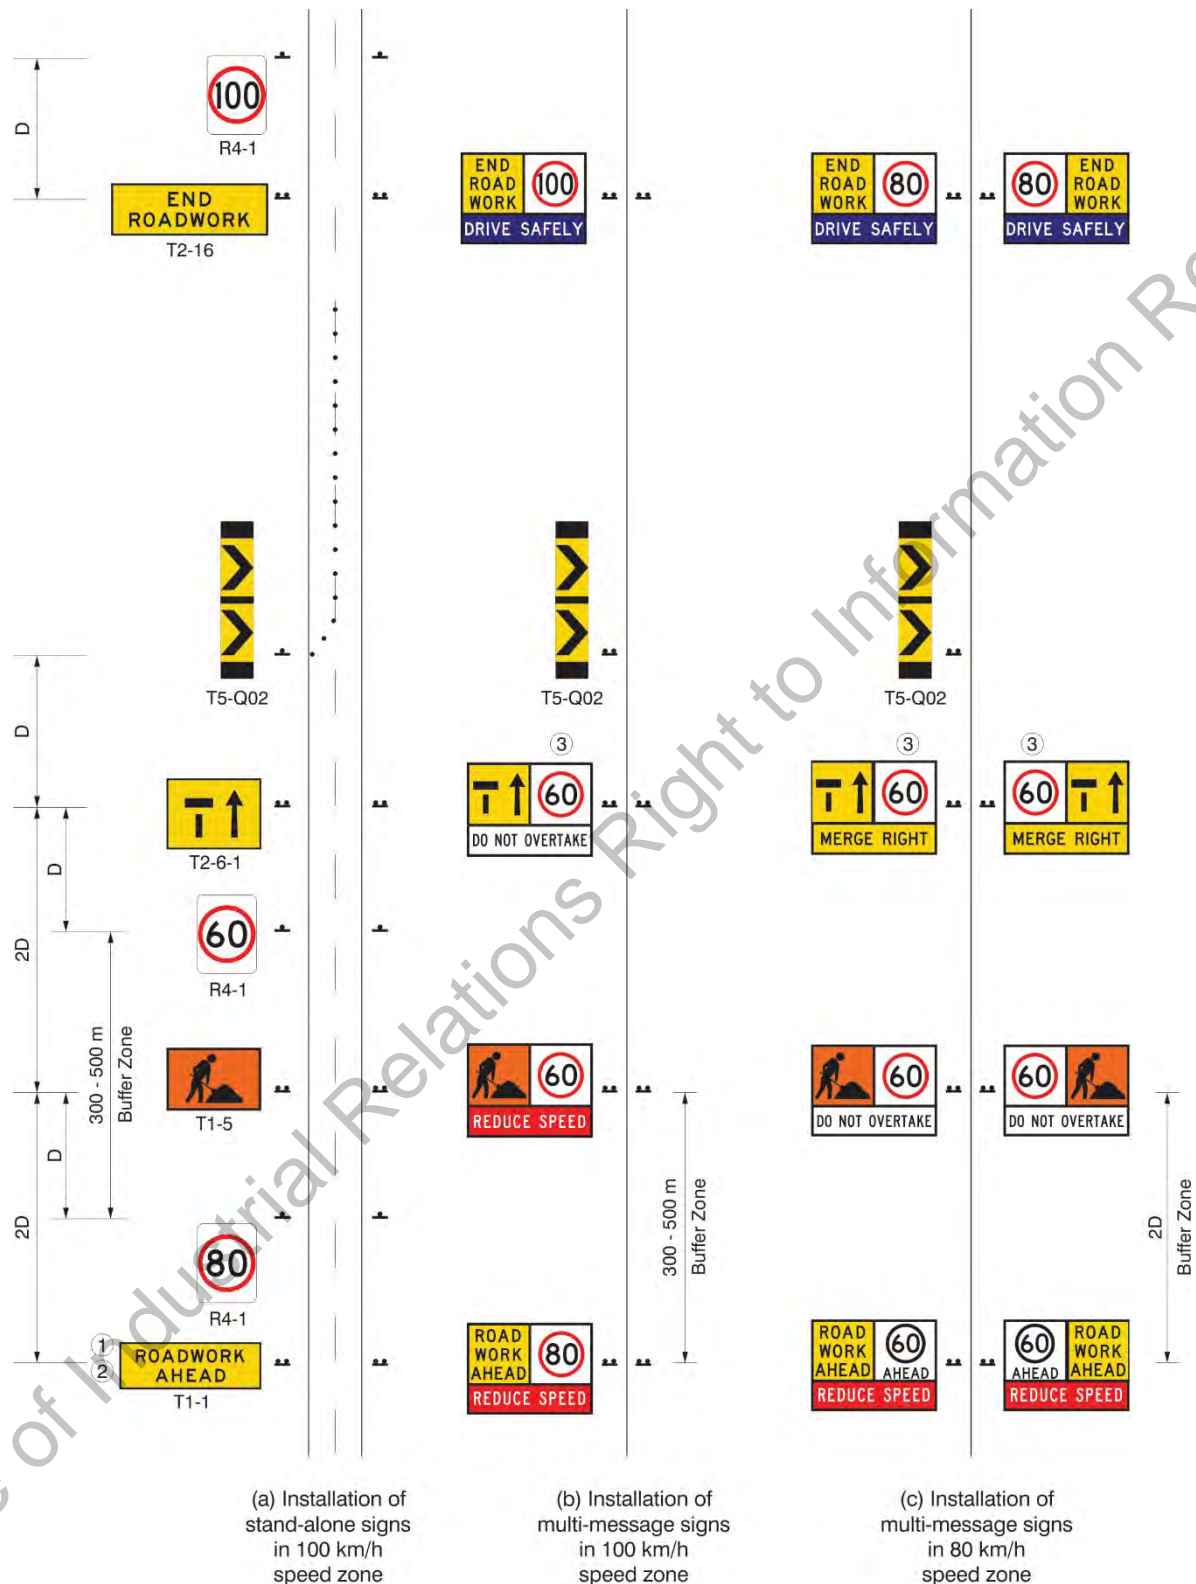 D
100
R4-1
END
ROADWORK
T2-16
END
ROAD
WORK
100
DRIVE SAFELY
END
ROAD
WORK
80
DRIVE SAFELY
80
END
ROAD
WORK
DRIVE SAFELY
T5-Q02
T5-Q02
T5-Q02
D
3
3
3
T2-6-1
60
DO NOT OVERTAKE
60
MERGE RIGHT
60
MERGE RIGHT
D
2D
60
R4-1
300 - 500 m
Buffer Zone
T1-5
60
REDUCE SPEED
60
DO NOT OVERTAKE
60
DO NOT OVERTAKE
D
2D
80
R4-1
300 - 500 m
Buffer Zone
2D
Buffer Zone
1
2
ROADWORK
AHEAD
T1-1
ROAD
WORK
AHEAD
80
REDUCE SPEED
ROAD
WORK
AHEAD
60
AHEAD
REDUCE SPEED
60
AHEAD
ROAD
WORK
AHEAD
REDUCE SPEED
(a) Installation of
stand-alone signs
in 100 km/h
speed zone
(b) Installation of
multi-message signs
in 100 km/h
speed zone
(c) Installation of
multi-message signs
in 80 km/h
speed zone
of Industrial Relations Right to Information